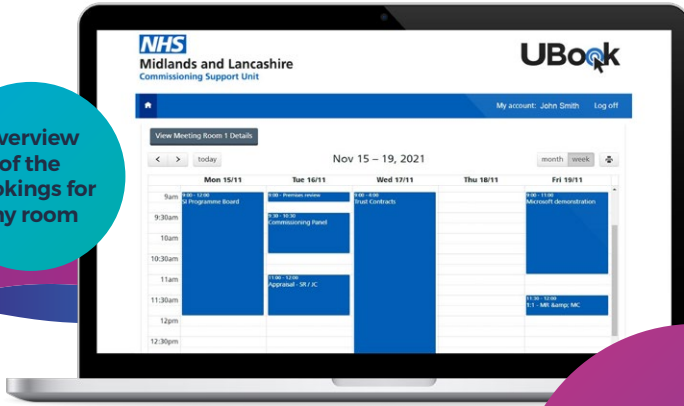 NHS
Midlands and Lancashire
Commissioning Support Unit
UBook
My account: John Smith Log off
verview
of the
okings for
ny room
View Meeting Room 1 Details
< > today Nov 15 – 19, 2021 month week
Mon 15/11 Tue 16/11 Wed 17/11 Thu 18/11 Fri 19/11
9am
9:00 - 12:00
SI Programme Board
9:00 - Premises review
9:00 - 4:00
Trust Contracts
9:00 - 11:00
Microsoft demonstration
9:30am
9:30 - 10:30
Commissioning Panel
10am
10:30am
11am
11:00 - 12:00
Appraisal - SR / JC
11:30am
11:30 - 12:00
1:1 - MR &amp; MC
12pm
12:30pm